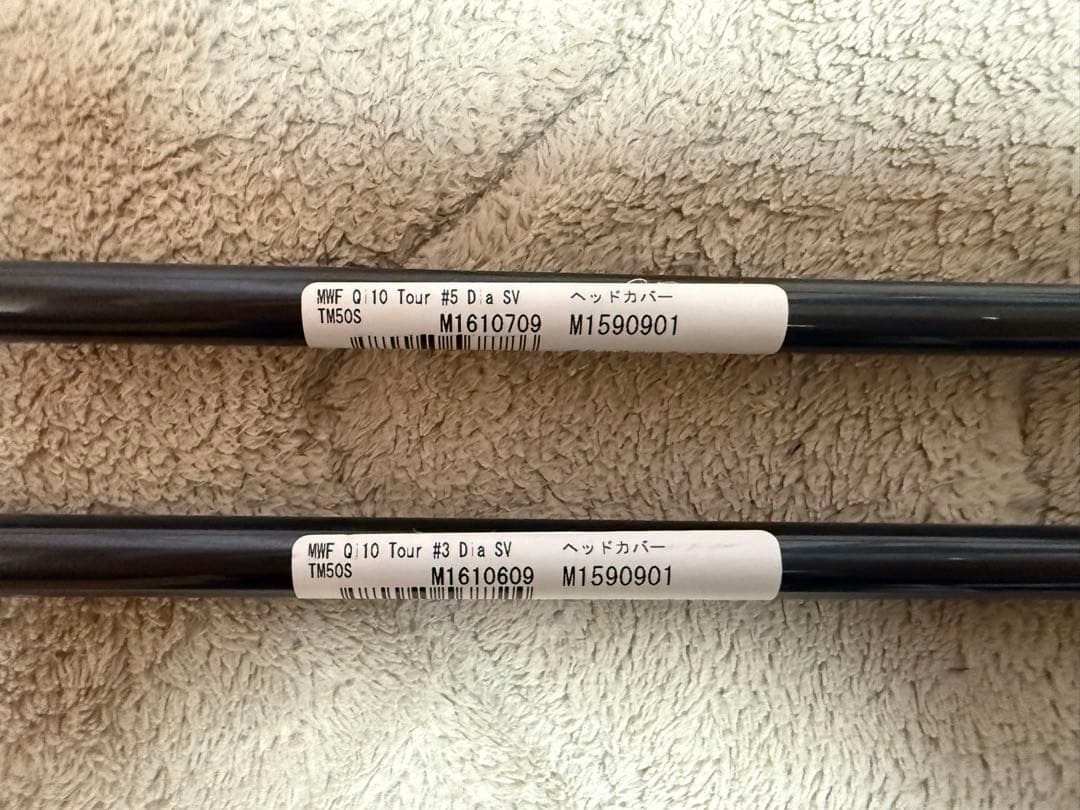 MWF Qi10 Tour #5 Dia SV ヘッドカバー
TM50S M1610709 M1590901
MWF Qi10 Tour #3 Dia SV ヘッドカバー
TM50S M1610609 M1590901